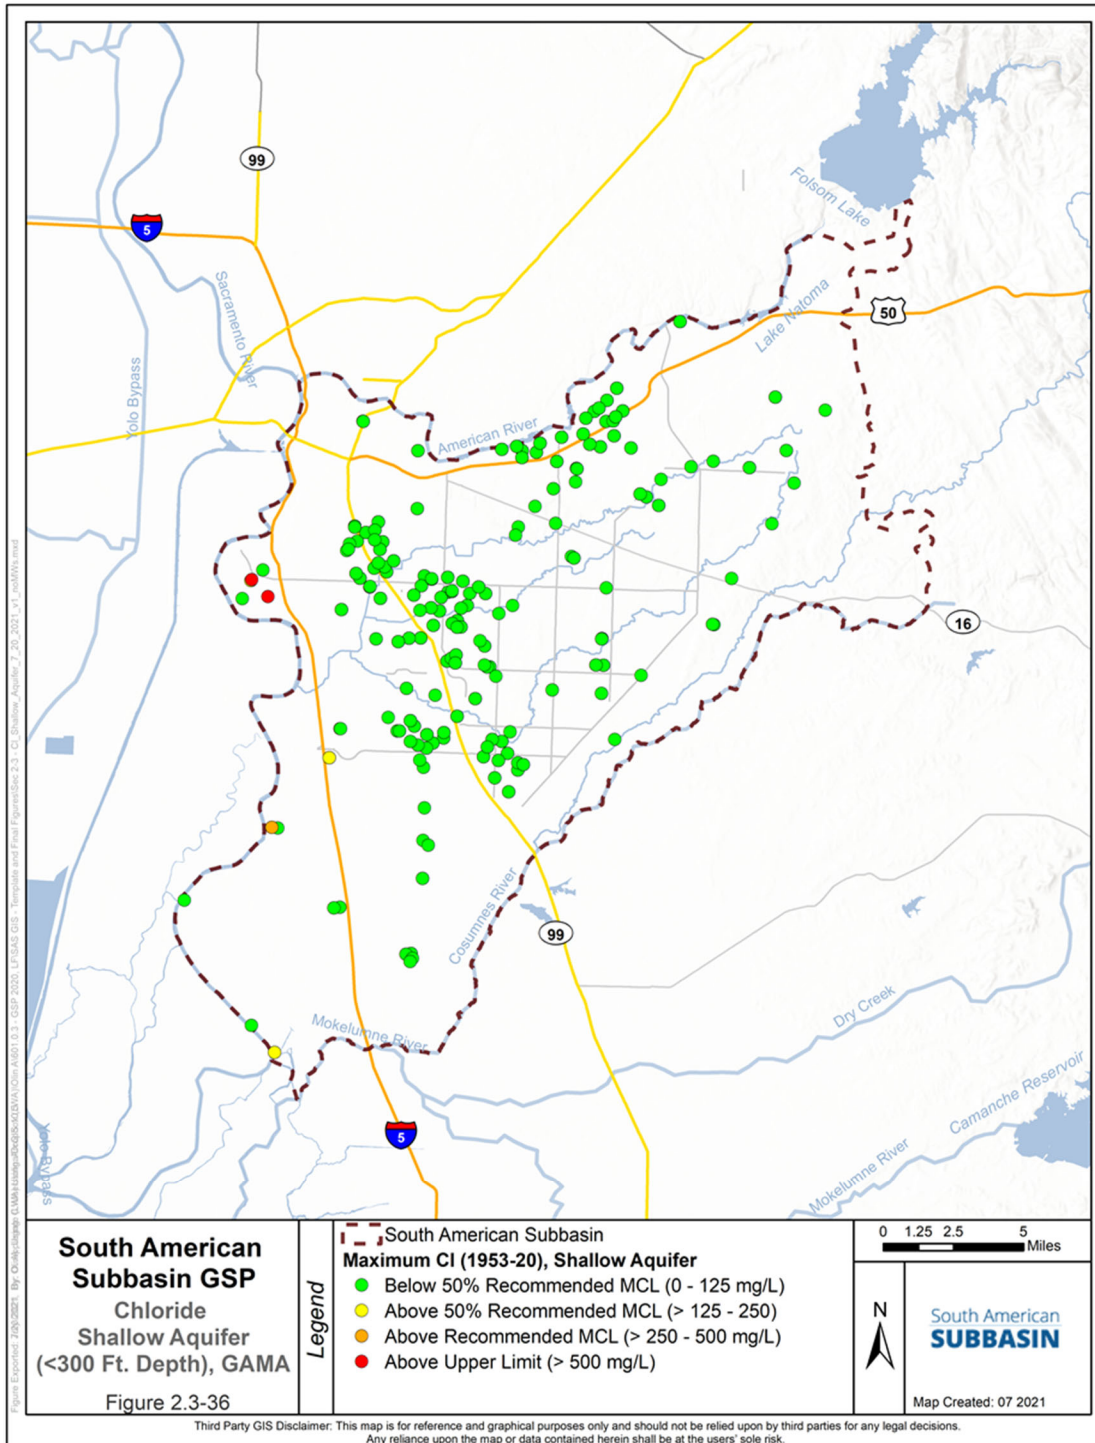 99
5
Folsom Lake
Sacramento River
Yolo Bypass
Lake Natoma
50
American River
16
Cosumnes River
99
Mokelumne River
Dry Creek
Camanche Reservoir
Mokelumne River
5
Yolo Bypass
South American
Subbasin GSP
Chloride
Shallow Aquifer
(<300 Ft. Depth), GAMA
Figure 2.3-36
Legend
South American Subbasin
Maximum Cl (1953-20), Shallow Aquifer
Below 50% Recommended MCL (0 - 125 mg/L)
Above 50% Recommended MCL (> 125 - 250)
Above Recommended MCL (> 250 - 500 mg/L)
Above Upper Limit (> 500 mg/L)
0 1.25 2.5 5
Miles
N
South American
SUBBASIN
Map Created: 07 2021
Third Party GIS Disclaimer: This map is for reference and graphical purposes only and should not be relied upon by third parties for any legal decisions.
Any reliance upon the map or data contained herein shall be at the users' sole risk.